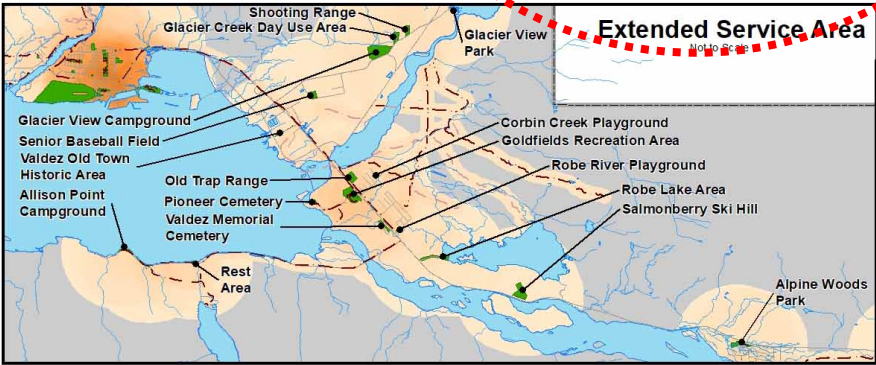 Shooting Range
Glacier Creek Day Use Area
Glacier View
Park
Extended Service Area
Not to Scale
Glacier View Campground
Senior Baseball Field
Valdez Old Town
Historic Area
Allison Point
Campground
Old Trap Range
Pioneer Cemetery
Valdez Memorial
Cemetery
Corbin Creek Playground
Goldfields Recreation Area
Robe River Playground
Robe Lake Area
Salmonberry Ski Hill
Rest
Area
Alpine Woods
Park